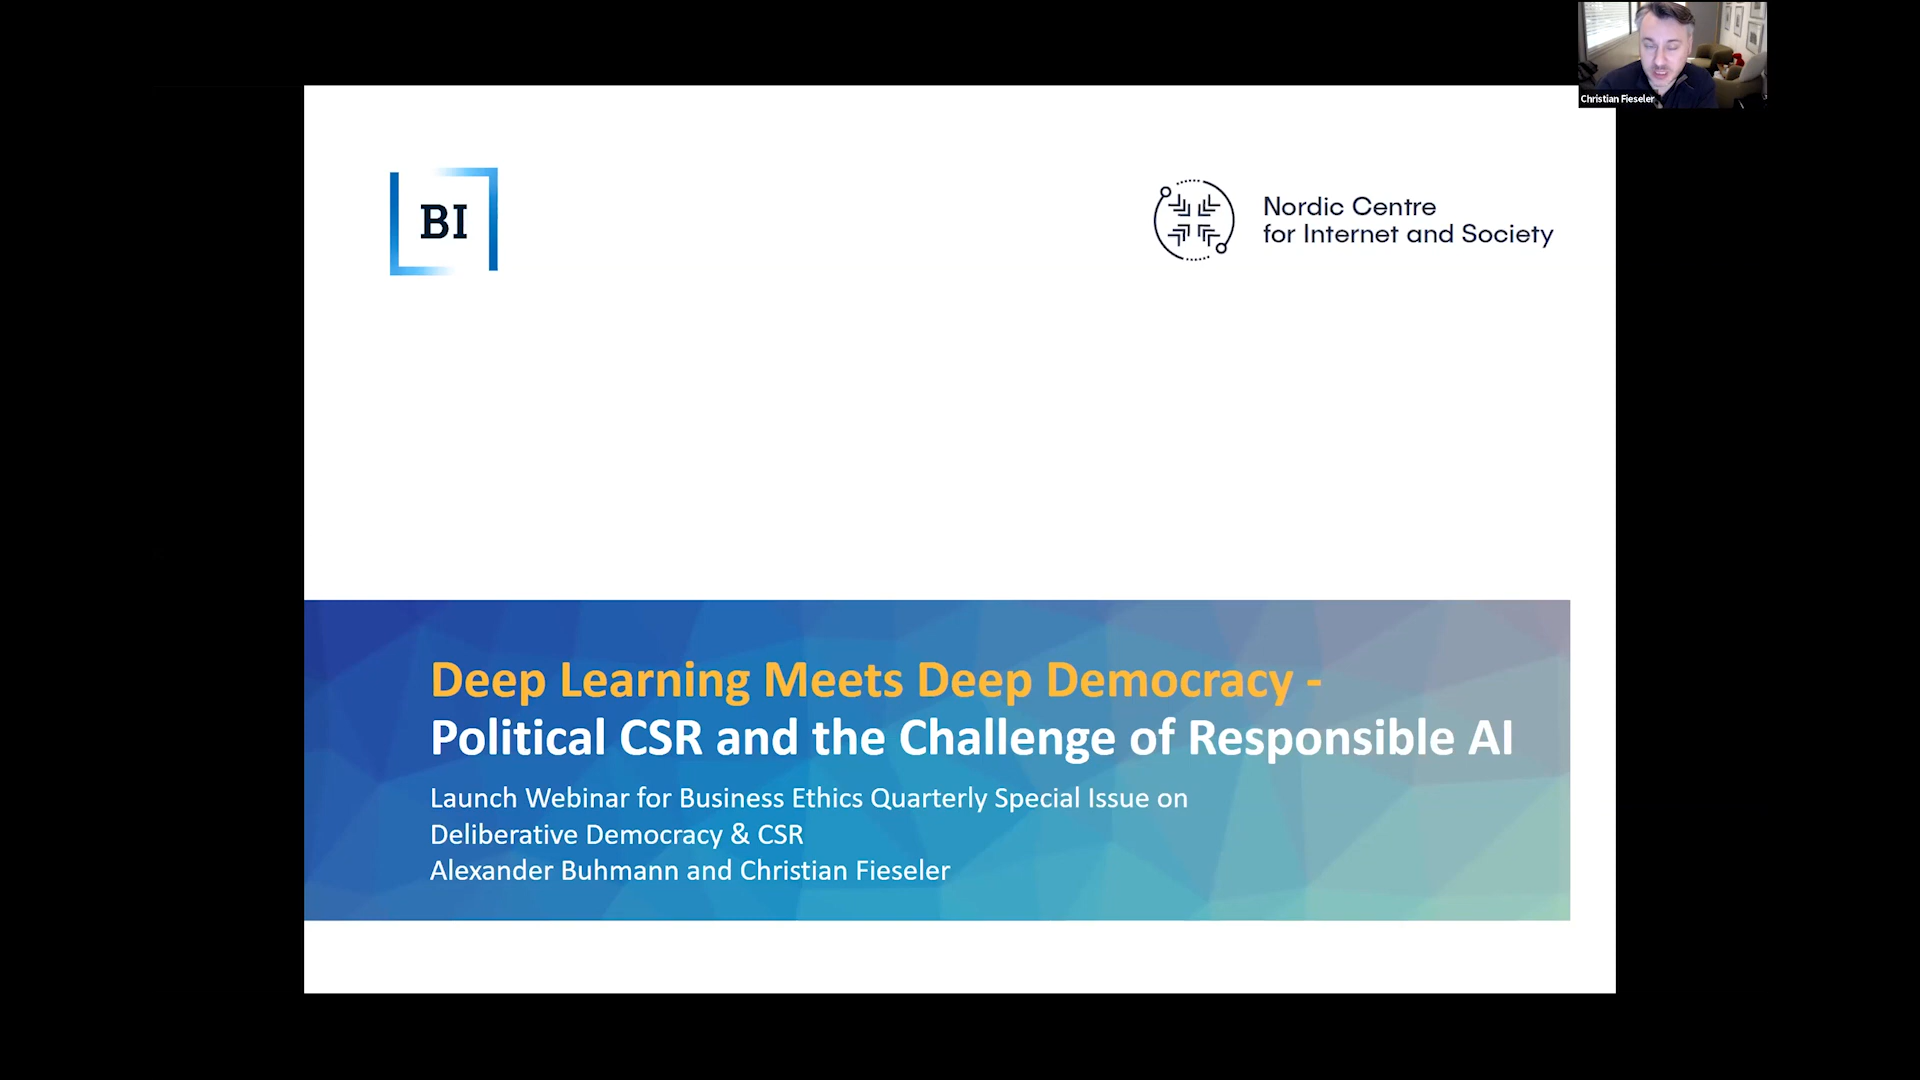 Christian Fieseler
BI
Nordic Centre
for Internet and Society
Deep Learning Meets Deep Democracy -
Political CSR and the Challenge of Responsible AI
Launch Webinar for Business Ethics Quarterly Special Issue on
Deliberative Democracy & CSR
Alexander Buhmann and Christian Fieseler